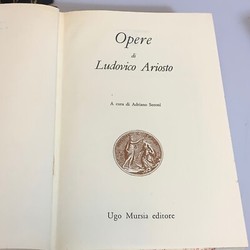 Opere
di
Ludovico Ariosto
A cura di Adriano Seroni
Ugo Mursia editore